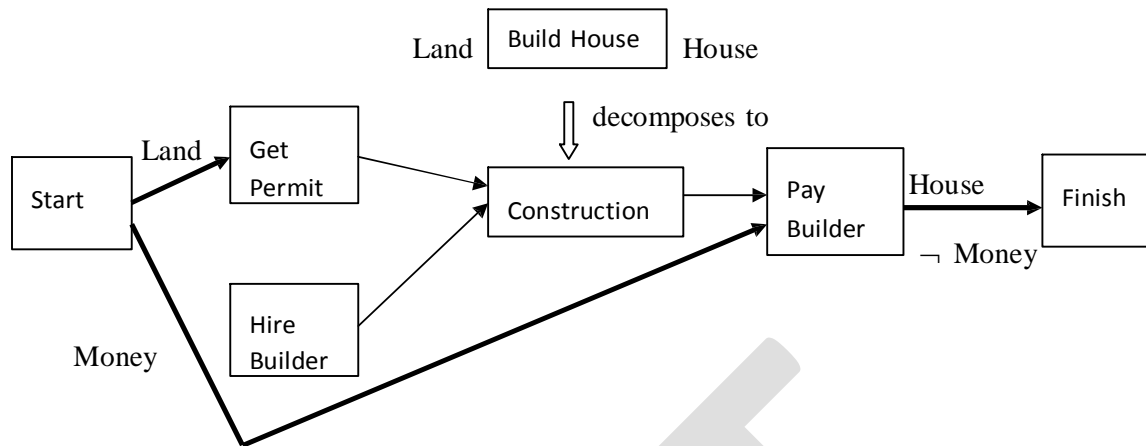 Land
Build House
House
decomposes to
Land
Get
Permit
Start
Construction
Pay
Builder
House
¬ Money
Finish
Hire
Builder
Money